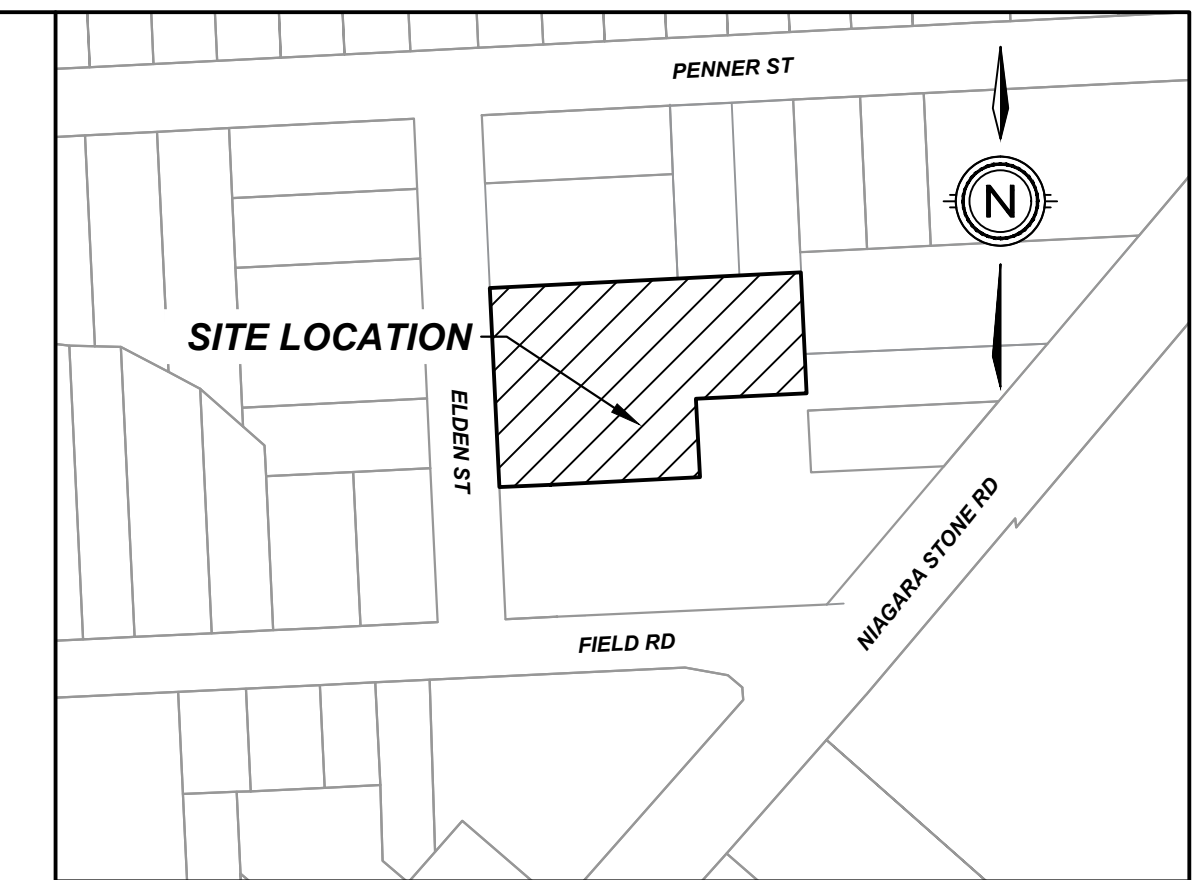 PENNER ST
N
SITE LOCATION
ELDEN ST
NIAGARA STONE RD
FIELD RD